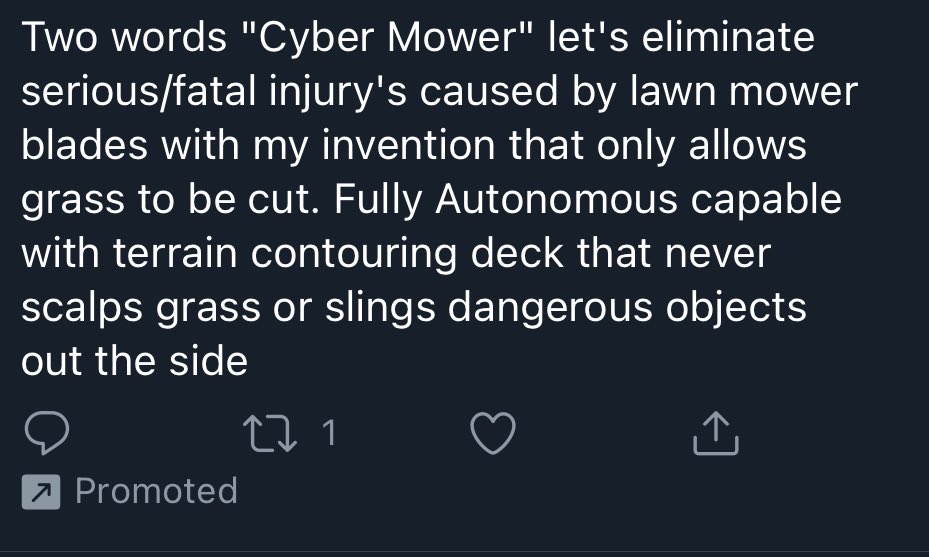 Two words "Cyber Mower" let's eliminate
serious/fatal injury's caused by lawn mower
blades with my invention that only allows
grass to be cut. Fully Autonomous capable
with terrain contouring deck that never
scalps grass or slings dangerous objects
out the side
1
Promoted